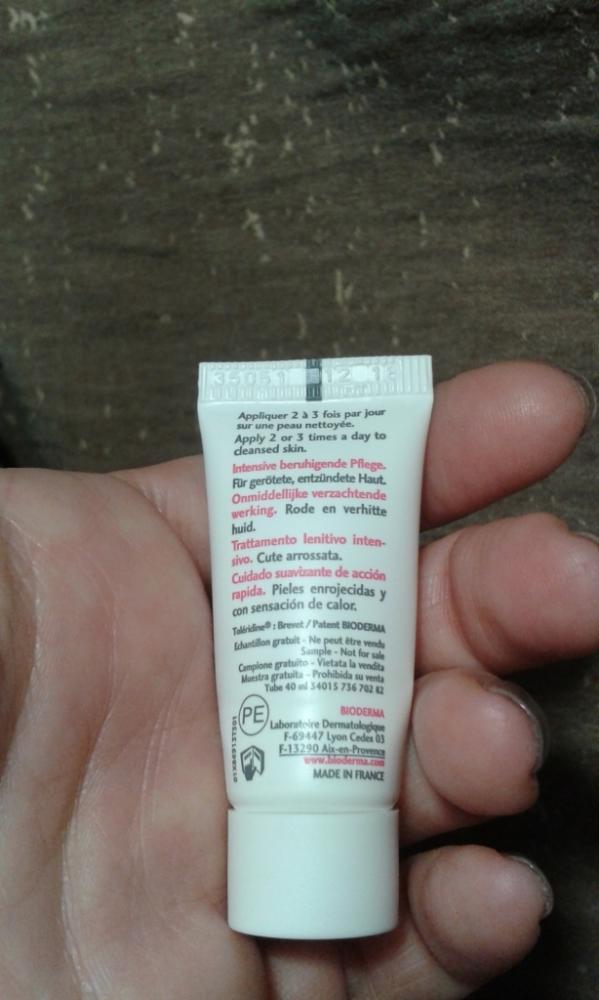 35051 12 1
Appliquer 2 à 3 fois par jour
sur une peau nettoyée.
Apply 2 or 3 times a day to
cleansed skin.
Intensive beruhigende Pflege.
Für gerötete, entzündete Haut.
Onmiddellijke verzachtende
werking. Rode en verhitte
huid.
Trattamento lenitivo inten-
sivo. Cute arrossata.
Cuidado suavizante de acción
rapida. Pieles enrojecidas y
con sensación de calor.
Toléridine® : Brevet / Patent BIODERMA
Echantillon gratuit - Ne peut être vendu
Sample - Not for sale
Campione gratuito - Vietata la vendita
Muestra gratuita - Prohibida su venta
Tube 40 ml 34015 736 702 82
PE
BIODERMA
Laboratoire Dermatologique
F-69447 Lyon Cedex 03
F-13290 Aix-en-Provence
www.bioderma.com
MADE IN FRANCE